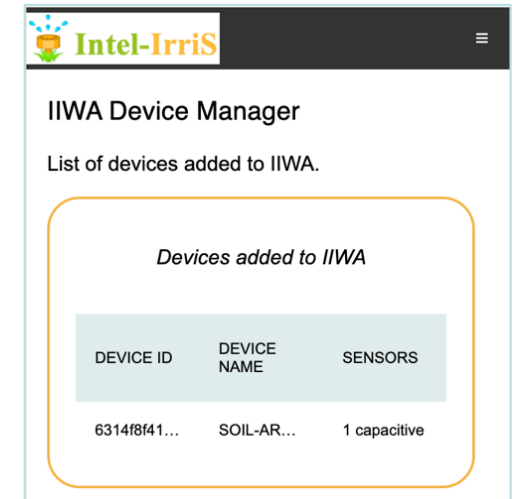 Intel-IrriS
≡
IIWA Device Manager
List of devices added to IIWA.
Devices added to IIWA
DEVICE ID DEVICE NAME SENSORS
6314f8f41... SOIL-AR... 1 capacitive